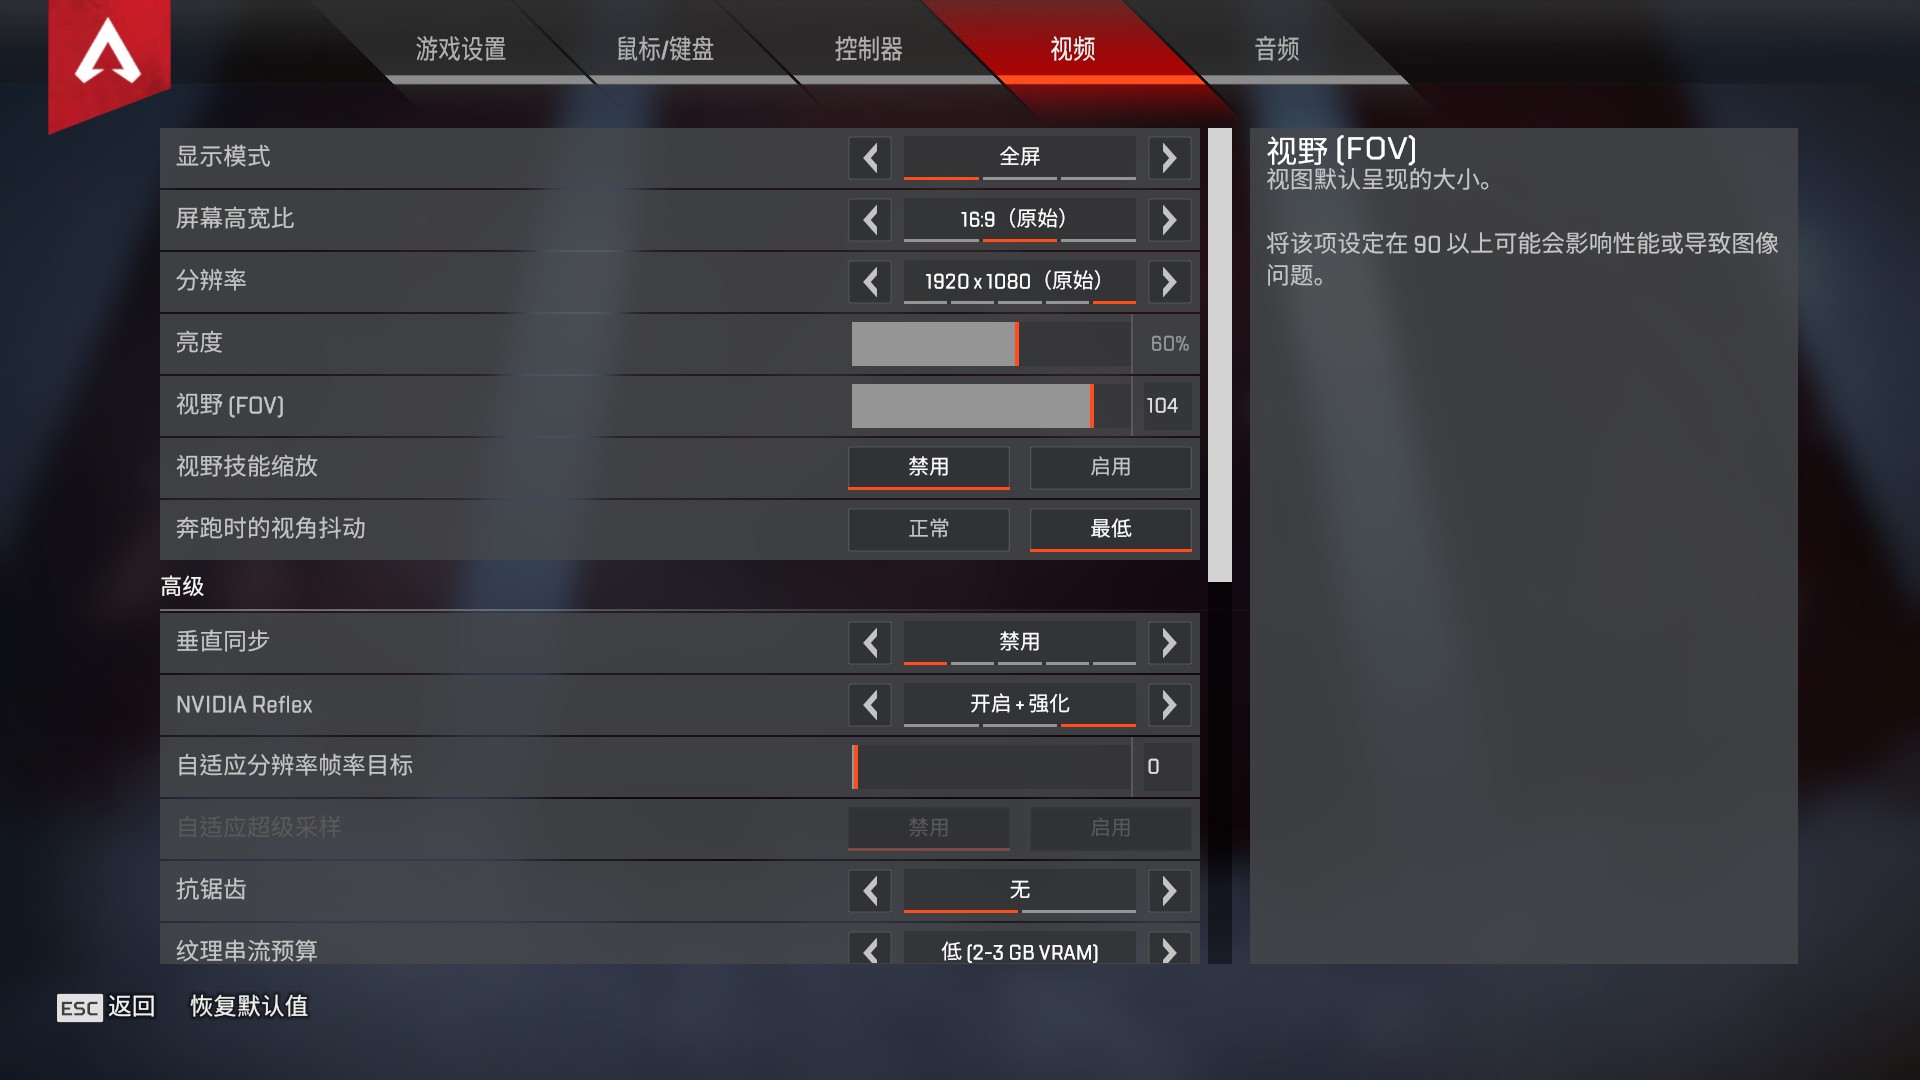 游戏设置
鼠标/键盘
控制器
视频
音频
显示模式
全屏
屏幕高宽比
16:9（原始）
分辨率
1920 x 1080（原始）
亮度
60%
视野 (FOV)
104
视野技能缩放
禁用
启用
奔跑时的视角抖动
正常
最低
高级
垂直同步
禁用
NVIDIA Reflex
开启 + 强化
自适应分辨率帧率目标
0
自适应超级采样
禁用
启用
抗锯齿
无
纹理串流预算
低 (2-3 GB VRAM)
视野 (FOV)
视图默认呈现的大小。
将该项设定在 90 以上可能会影响性能或导致图像
问题。
ESC 返回
恢复默认值